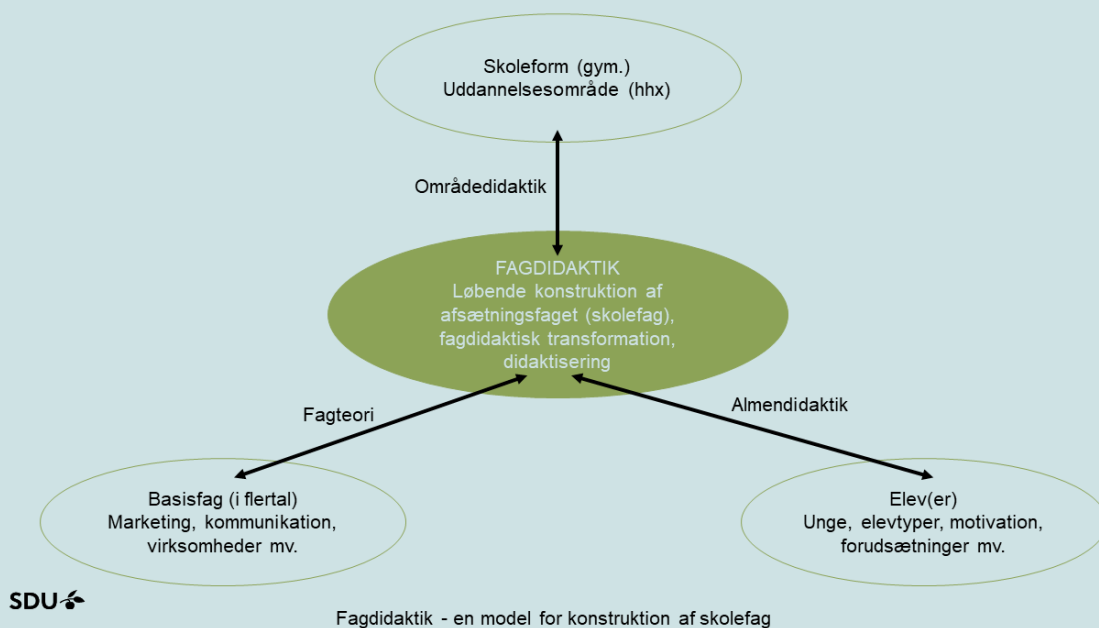 Skoleform (gym.)
Uddannelsesområde (hhx)
Områdedidaktik
FAGDIDAKTIK
Løbende konstruktion af
afsætningsfaget (skolefag),
fagdidaktisk transformation,
didaktisering
Fagteori
Almendidaktik
Basisfag (i flertal)
Marketing, kommunikation,
virksomheder mv.
Elev(er)
Unge, elevtyper, motivation,
forudsætninger mv.
SDU
Fagdidaktik - en model for konstruktion af skolefag